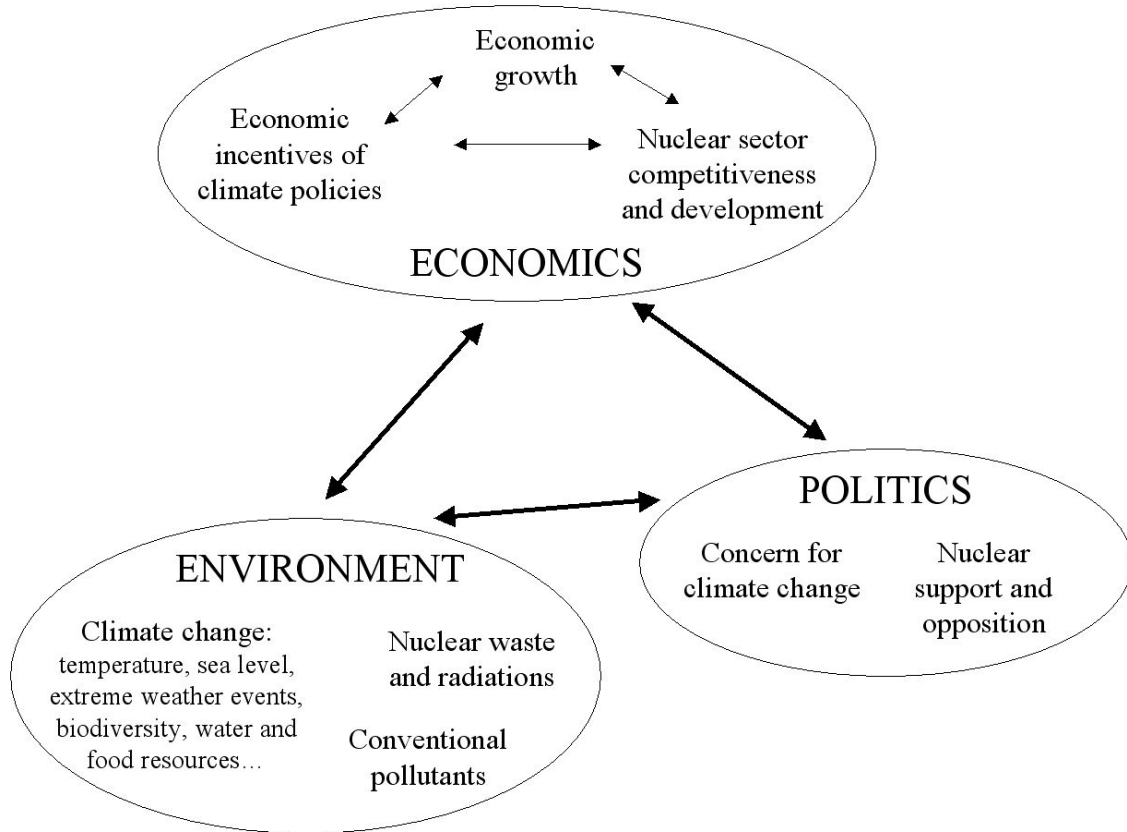 Economic
growth
Economic
incentives of
climate policies
Nuclear sector
competitiveness
and development
ECONOMICS
POLITICS
Concern for
climate change
Nuclear
support and
opposition
ENVIRONMENT
Climate change:
temperature, sea level,
extreme weather events,
biodiversity, water and
food resources…
Nuclear waste
and radiations
Conventional
pollutants